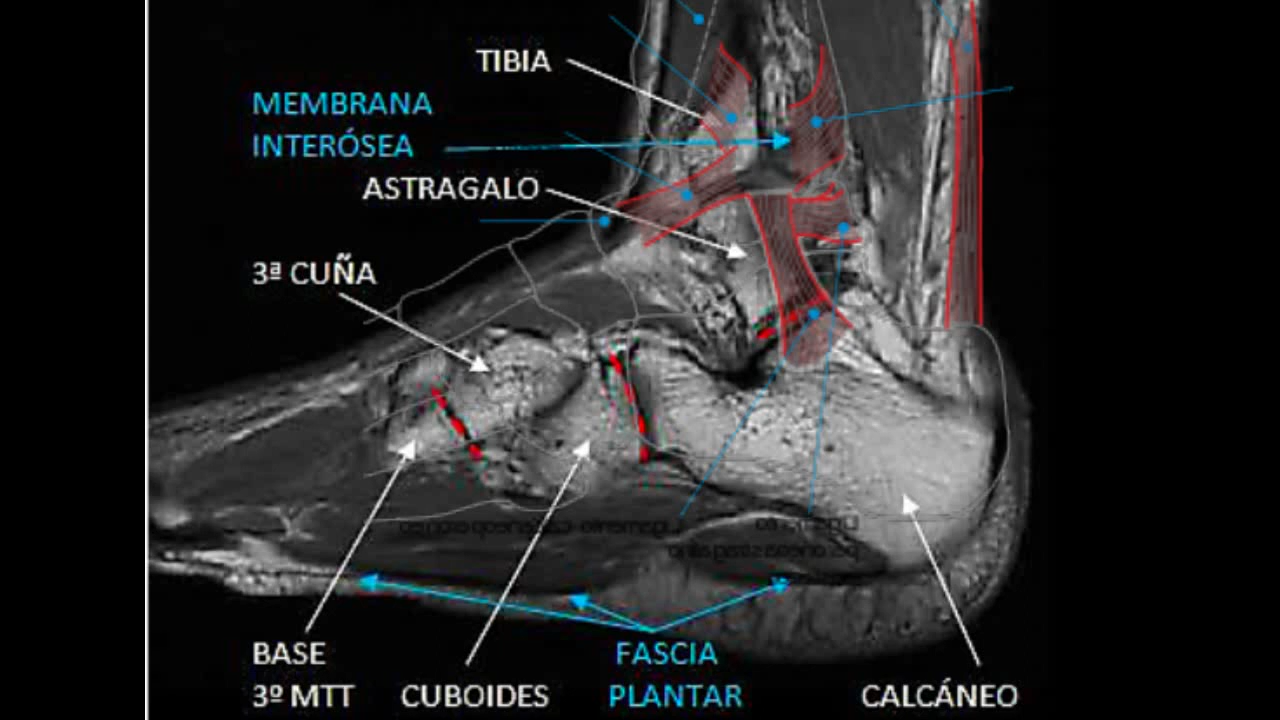 TIBIA
MEMBRANA
INTERÓSEA
ASTRAGALO
3ª CUÑA
BASE
3º MTT
CUBOIDES
FASCIA
PLANTAR
CALCÁNEO